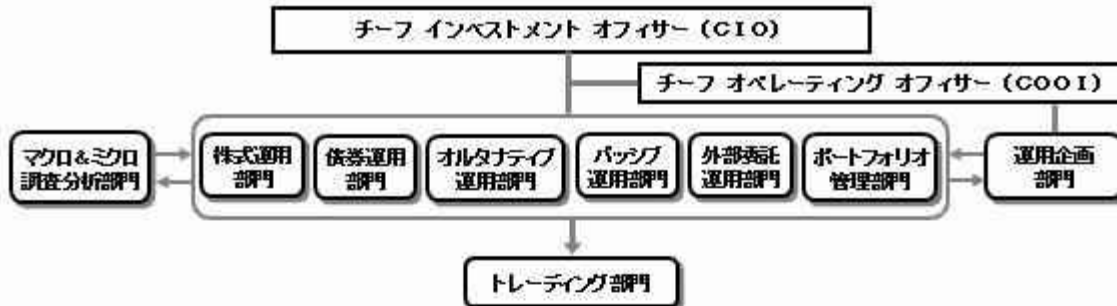 チーフ インベストメント オフィサー (CIO)
チーフ オペレーティング オフィサー (COOI)
マクロ&ミクロ
調査分析部門
株式運用
部門
債券運用
部門
オルタナティブ
運用部門
パッシブ
運用部門
外部委託
運用部門
ポートフォリオ
管理部門
運用企画
部門
トレーディング部門